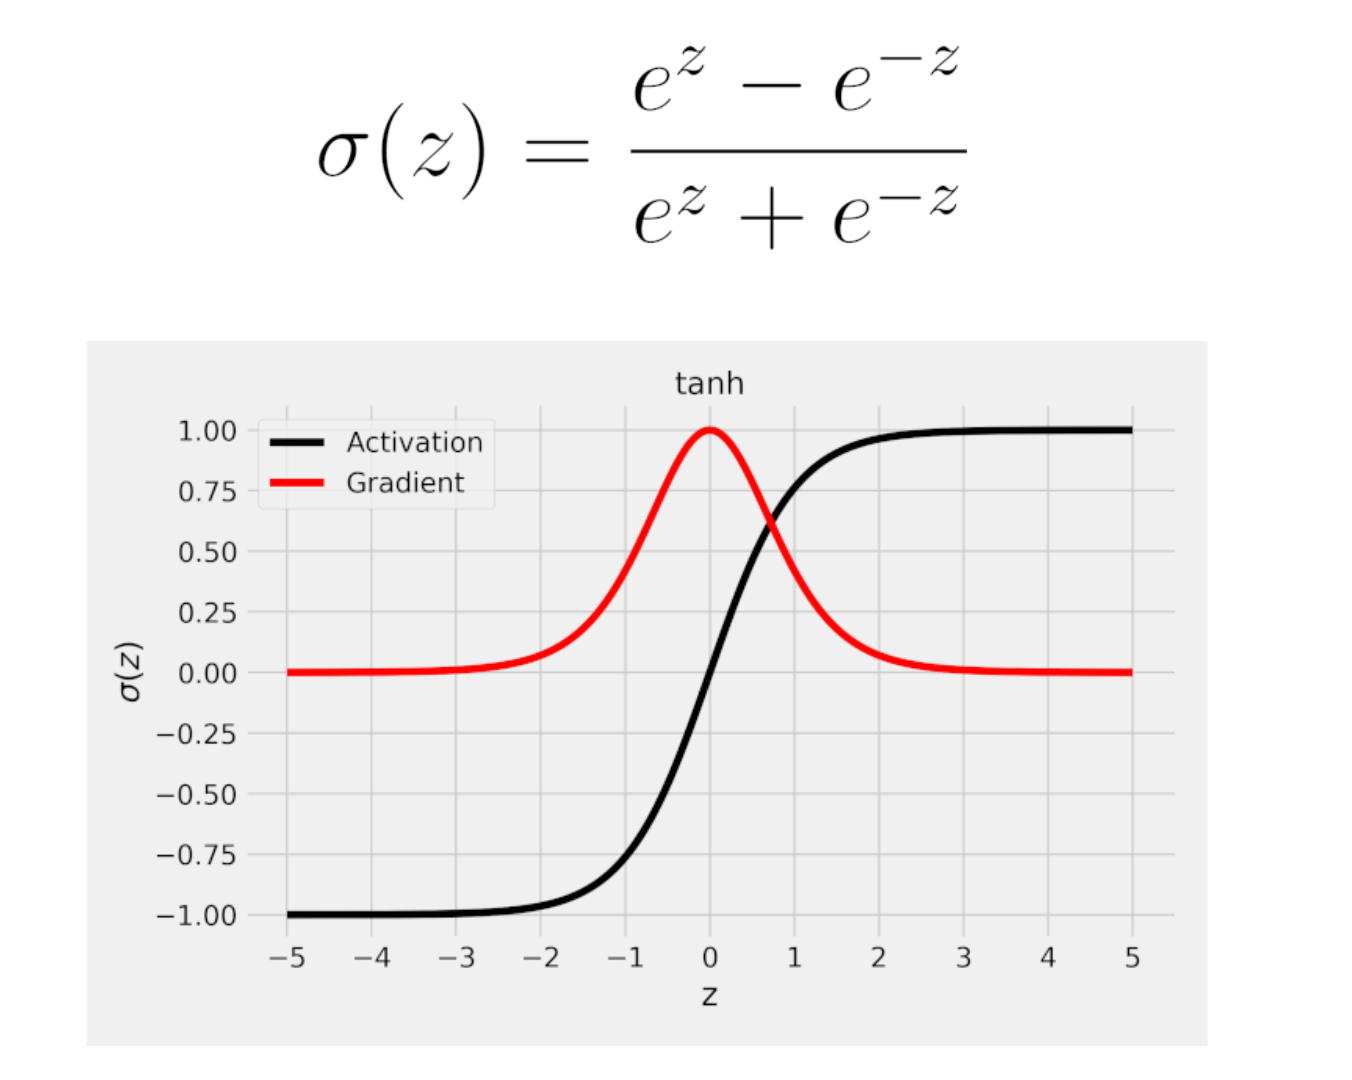 σ(z) = \frac{e^z − e^{−z}}{e^z + e^{−z}}
tanh
Activation
Gradient
1.00
0.75
0.50
0.25
0.00
−0.25
−0.50
−0.75
−1.00
σ(z)
−5 −4 −3 −2 −1 0 1 2 3 4 5
z